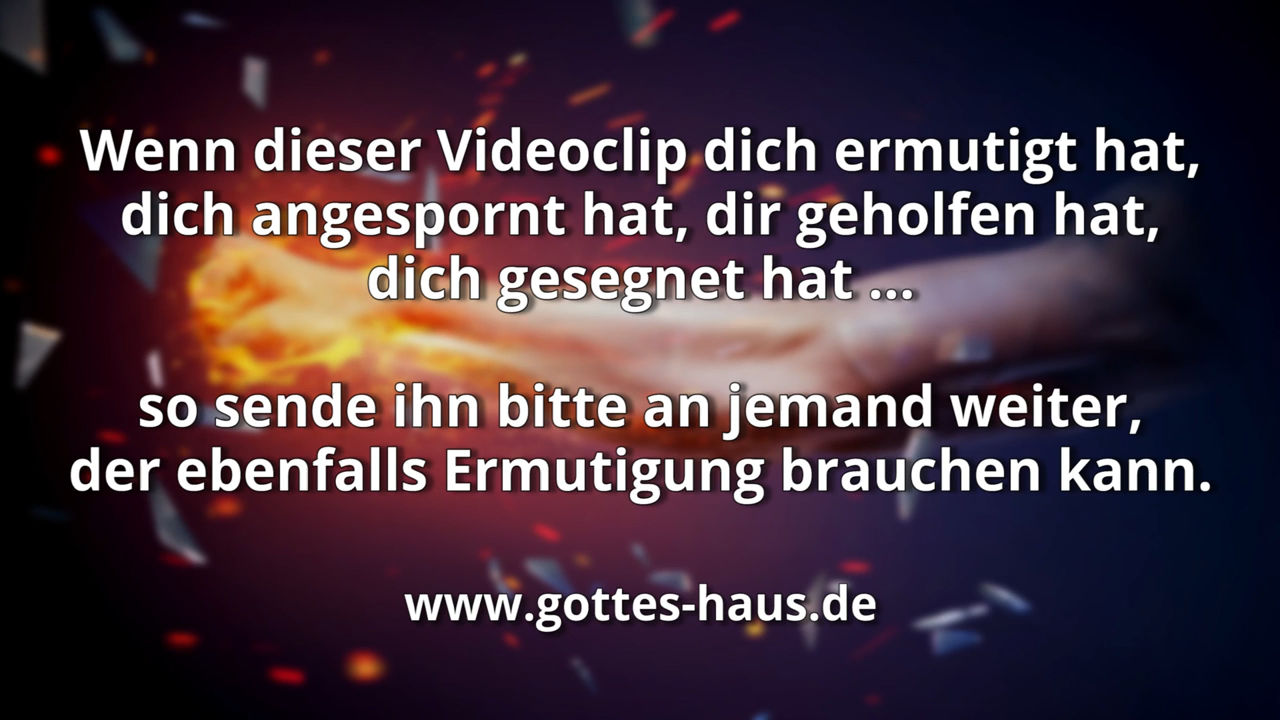 Wenn dieser Videoclip dich ermutigt hat,
dich angespornt hat, dir geholfen hat,
dich gesegnet hat ...
so sende ihn bitte an jemand weiter,
der ebenfalls Ermutigung brauchen kann.
www.gottes-haus.de